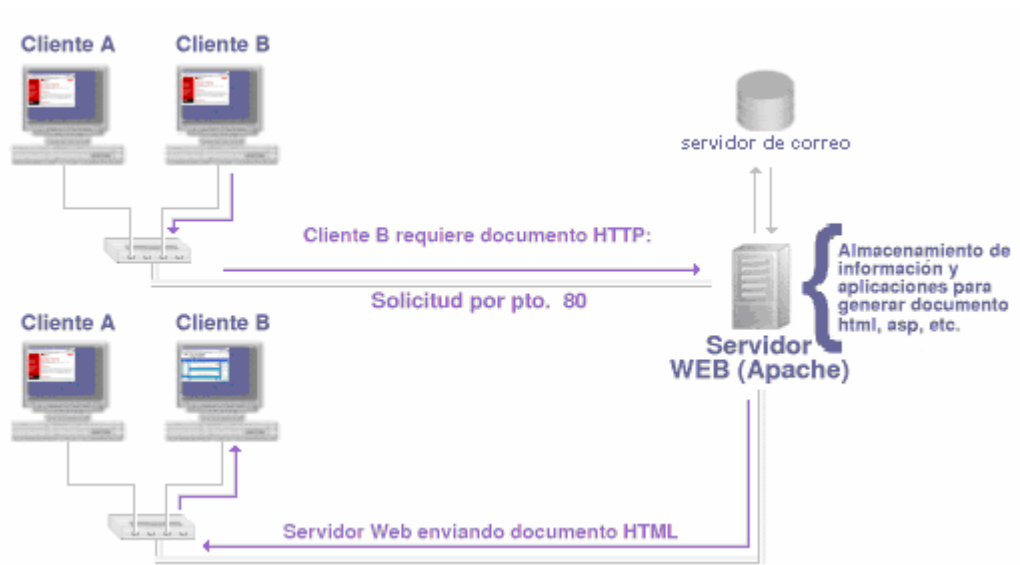 Cliente A
Cliente B
servidor de correo
Cliente B requiere documento HTTP:
Solicitud por pto. 80
Almacenamiento de
información y
aplicaciones para
generar documento
html, asp, etc.
Servidor
WEB (Apache)
Cliente A
Cliente B
Servidor Web enviando documento HTML